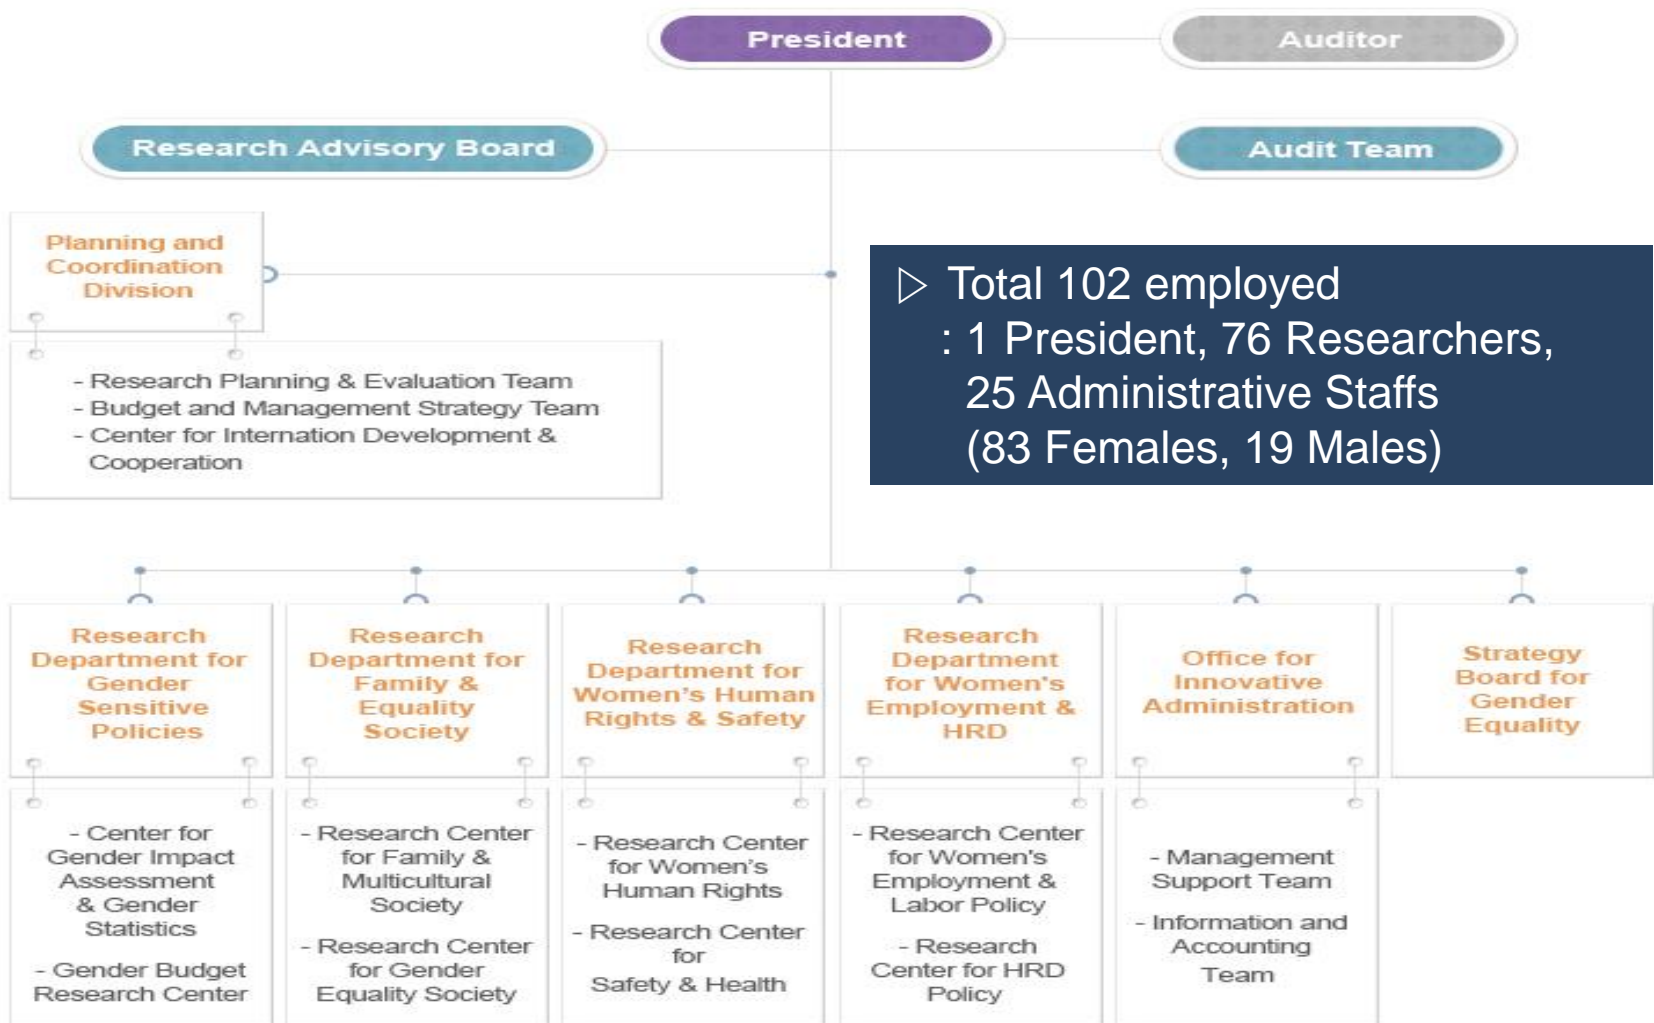 President
Auditor
Research Advisory Board
Audit Team
Planning and
Coordination
Division
- Research Planning & Evaluation Team
- Budget and Management Strategy Team
- Center for Internation Development &
Cooperation
▷ Total 102 employed
: 1 President, 76 Researchers,
25 Administrative Staffs
(83 Females, 19 Males)
Research
Department for
Gender
Sensitive
Policies
- Center for
Gender Impact
Assessment
& Gender
Statistics
- Gender Budget
Research Center
Research
Department for
Family &
Equality
Society
- Research Center
for Family &
Multicultural
Society
- Research Center
for Gender
Equality Society
Research
Department for
Women's Human
Rights & Safety
- Research Center
for Women's
Human Rights
- Research Center
for
Safety & Health
Research
Department
for Women's
Employment &
HRD
- Research Center
for Women's
Employment &
Labor Policy
- Research
Center for HRD
Policy
Office for
Innovative
Administration
- Management
Support Team
- Information and
Accounting
Team
Strategy
Board for
Gender
Equality